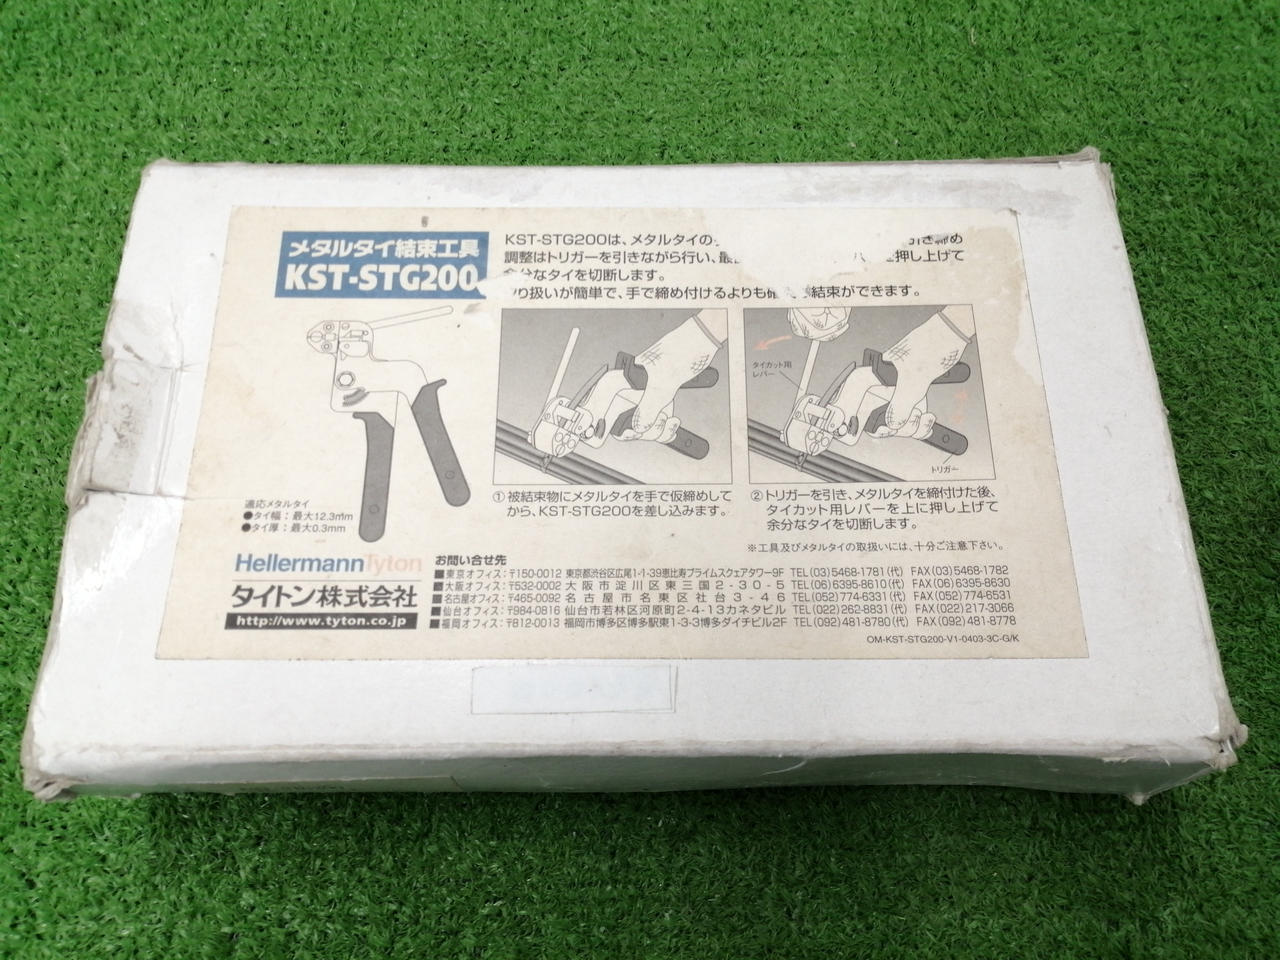 メタルタイ結束工具
KST-STG200
KST-STG200は、メタルタイの 引き締め
調整はトリガーを引きながら行い、最 を押し上げて
余分なタイを切断します。
り扱いが簡単で、手で締め付けるよりも 結束ができます。
タイカット用
レバー
トリガー
適応メタルタイ
●タイ幅：最大12.3mm
●タイ厚：最大0.3mm
①被結束物にメタルタイを手で仮締めして
から、KST-STG200を差し込みます。
②トリガーを引き、メタルタイを締付けた後、
タイカット用レバーを上に押し上げて
余分なタイを切断します。
※工具及びメタルタイの取扱いには、十分ご注意下さい。
HellermannTyton
タイトン株式会社
http://www.tyton.co.jp
お問い合せ先
■東京オフィス：〒150-0012 東京都渋谷区広尾1-1-39恵比寿プライムスクェアタワー9F TEL(03)5468-1781(代) FAX(03)5468-1782
■大阪オフィス：〒532-0002 大阪市淀川区東三国2-30-5 TEL(06)6395-8610(代) FAX(06)6395-8630
■名古屋オフィス：〒465-0092 名古屋市名東区社台3-46 TEL(052)774-6331(代) FAX(052)774-6531
■仙台オフィス：〒984-0816 仙台市若林区河原町2-4-13カネタビル TEL(022)262-8831(代) FAX(022)217-3066
■福岡オフィス：〒812-0013 福岡市博多区博多駅東1-3-3博多ダイチビル2F TEL(092)481-8780(代) FAX(092)481-8778
OM-KST-STG200-V1-0403-3C-G/K